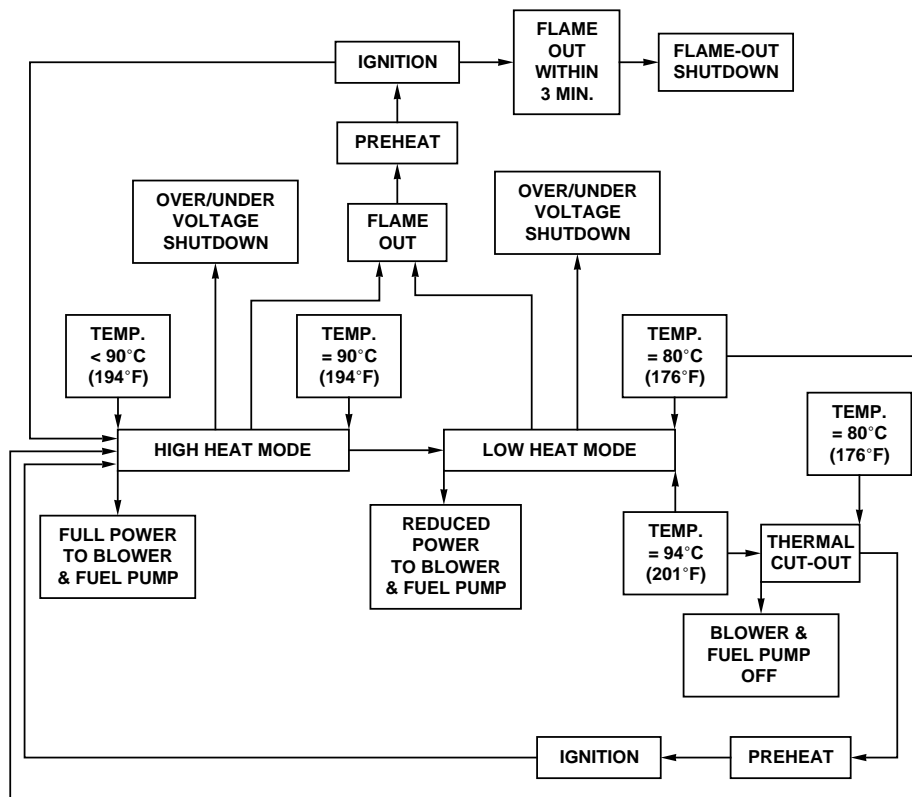 IGNITION
FLAME
OUT
WITHIN
3 MIN.
FLAME-OUT
SHUTDOWN
PREHEAT
OVER/UNDER
VOLTAGE
SHUTDOWN
FLAME
OUT
OVER/UNDER
VOLTAGE
SHUTDOWN
TEMP.
< 90°C
(194°F)
TEMP.
= 90°C
(194°F)
TEMP.
= 80°C
(176°F)
TEMP.
= 80°C
(176°F)
HIGH HEAT MODE
LOW HEAT MODE
FULL POWER
TO BLOWER
& FUEL PUMP
REDUCED
POWER
TO BLOWER
& FUEL PUMP
TEMP.
= 94°C
(201°F)
THERMAL
CUT-OUT
BLOWER &
FUEL PUMP
OFF
IGNITION
PREHEAT